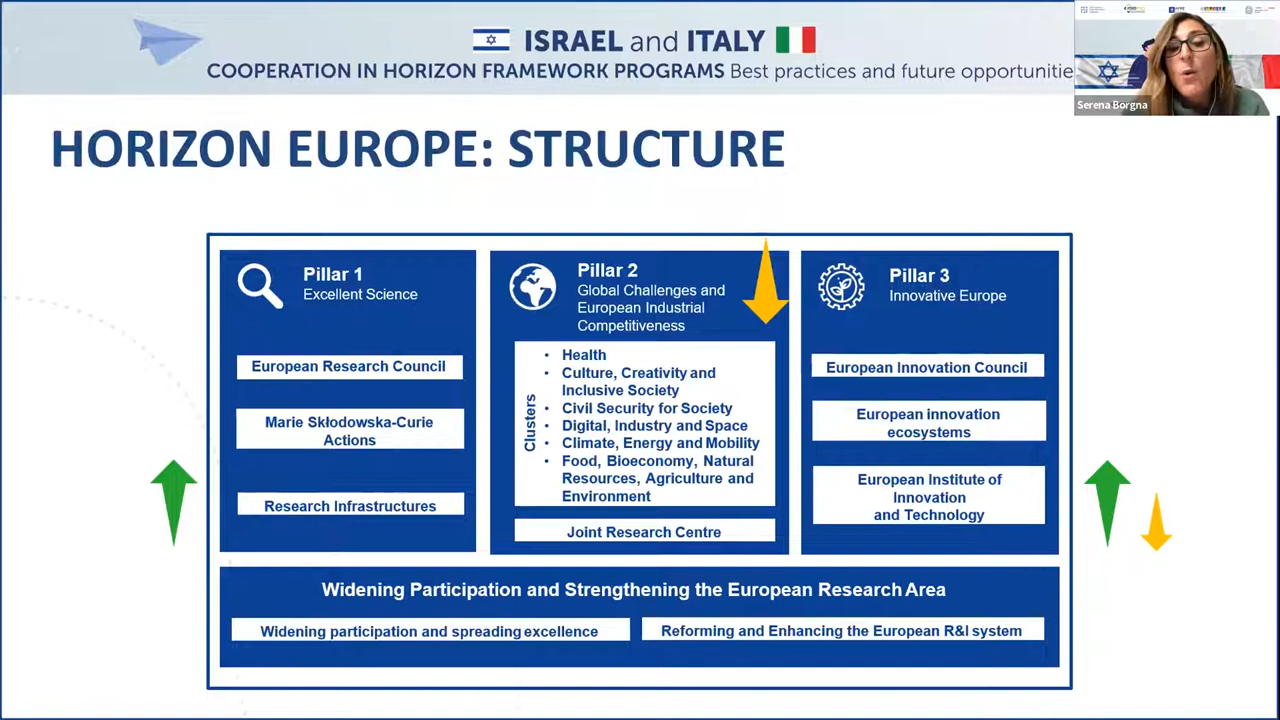 ISRAEL and ITALY
COOPERATION IN HORIZON FRAMEWORK PROGRAMS Best practices and future opportunitie
Serena Borgna
HORIZON EUROPE: STRUCTURE
Pillar 1
Excellent Science
European Research Council
Marie Skłodowska-Curie
Actions
Research Infrastructures
Pillar 2
Global Challenges and
European Industrial
Competitiveness
Clusters
• Health
• Culture, Creativity and
Inclusive Society
• Civil Security for Society
• Digital, Industry and Space
• Climate, Energy and Mobility
• Food, Bioeconomy, Natural
Resources, Agriculture and
Environment
Joint Research Centre
Pillar 3
Innovative Europe
European Innovation Council
European innovation
ecosystems
European Institute of
Innovation
and Technology
Widening Participation and Strengthening the European Research Area
Widening participation and spreading excellence
Reforming and Enhancing the European R&I system